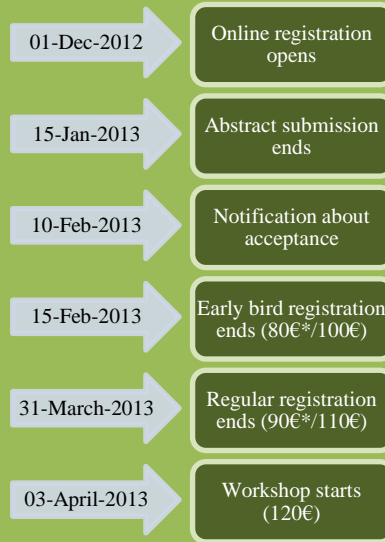 01-Dec-2012
Online registration
opens
15-Jan-2013
Abstract submission
ends
10-Feb-2013
Notification about
acceptance
15-Feb-2013
Early bird registration
ends (80€*/100€)
31-March-2013
Regular registration
ends (90€*/110€)
03-April-2013
Workshop starts
(120€)